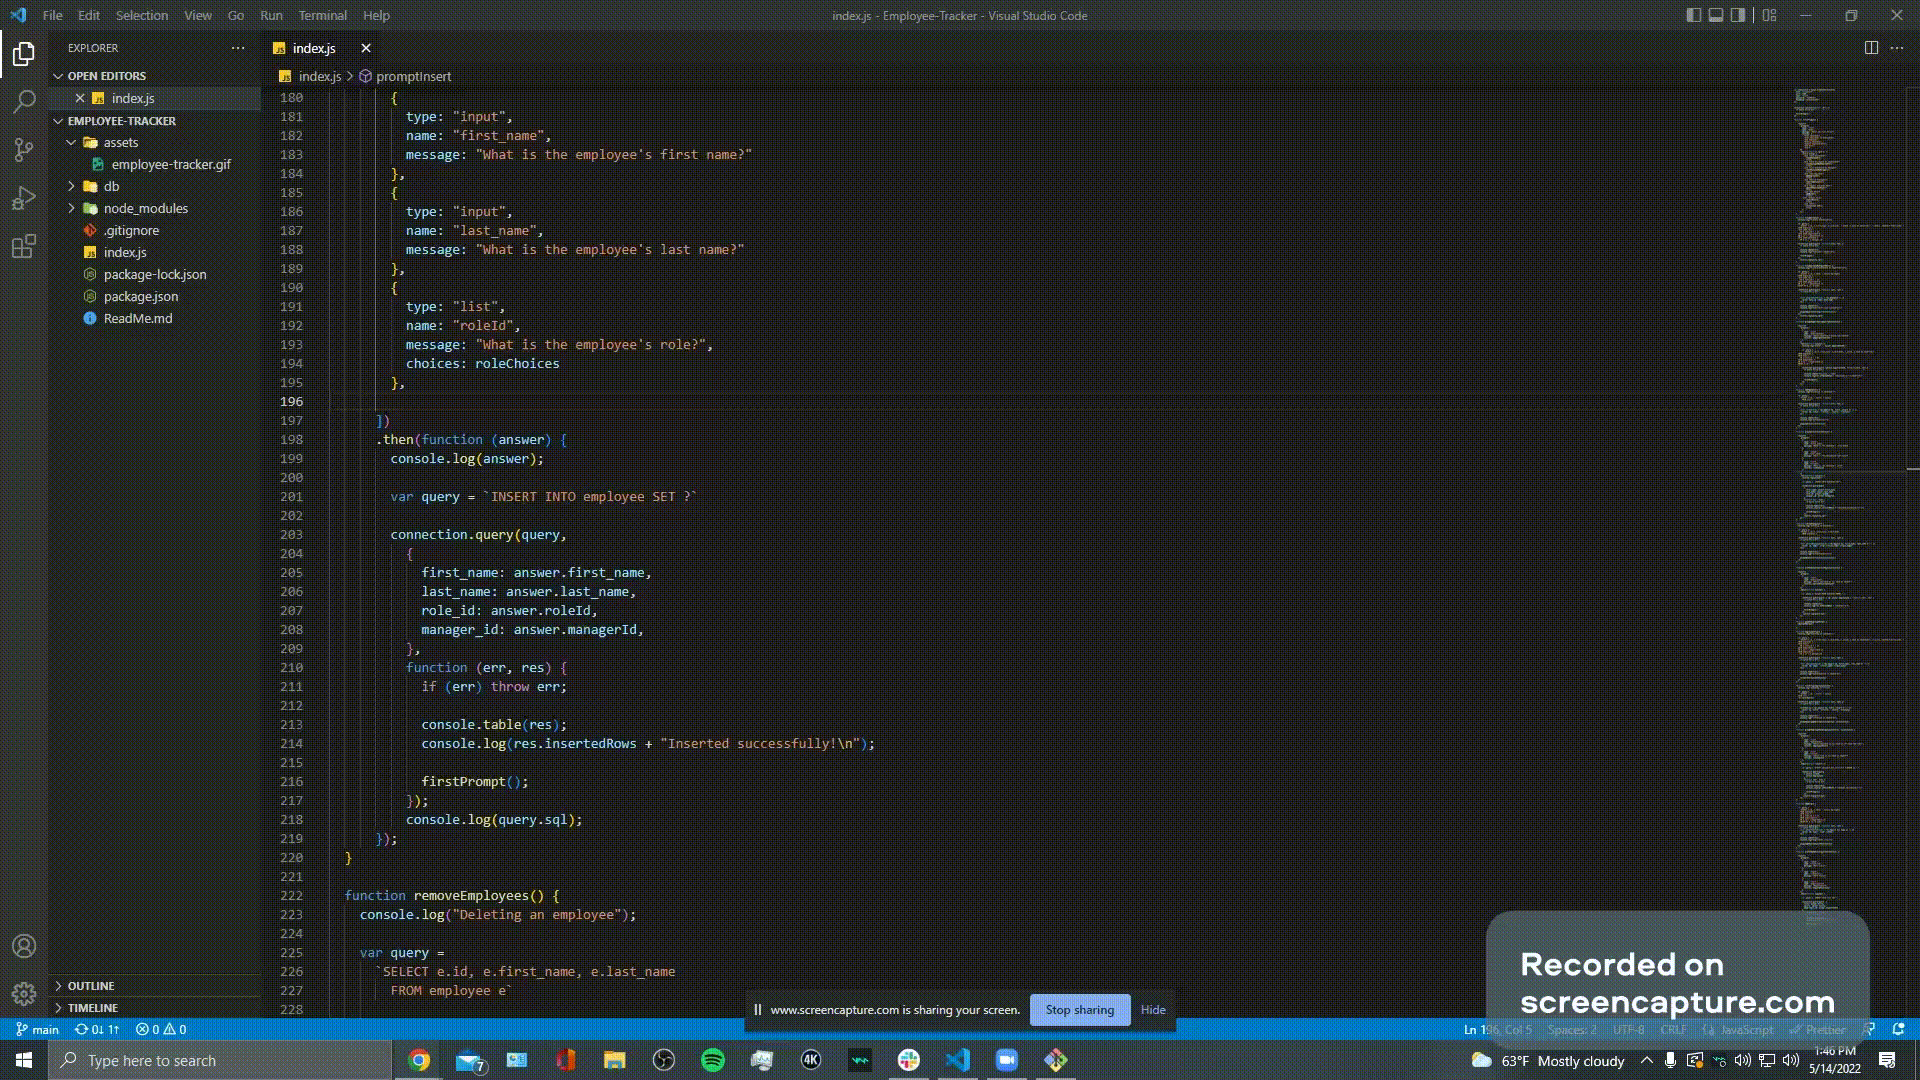 File Edit Selection View Go Run Terminal Help
index.js - Employee-Tracker - Visual Studio Code
EXPLORER
index.js
OPEN EDITORS
index.js
EMPLOYEE-TRACKER
assets
employee-tracker.gif
db
node_modules
.gitignore
index.js
package-lock.json
package.json
ReadMe.md
OUTLINE
TIMELINE
index.js > promptInsert
180 {
181 type: "input",
182 name: "first_name",
183 message: "What is the employee's first name?"
184 },
185 {
186 type: "input",
187 name: "last_name",
188 message: "What is the employee's last name?"
189 },
190 {
191 type: "list",
192 name: "roleId",
193 message: "What is the employee's role?",
194 choices: roleChoices
195 },
196
197 ])
198 .then(function (answer) {
199 console.log(answer);
200
201 var query = `INSERT INTO employee SET ?`
202
203 connection.query(query,
204 {
205 first_name: answer.first_name,
206 last_name: answer.last_name,
207 role_id: answer.roleId,
208 manager_id: answer.managerId,
209 },
210 function (err, res) {
211 if (err) throw err;
212
213 console.table(res);
214 console.log(res.insertedRows + "Inserted successfully!\n");
215
216 firstPrompt();
217 });
218 console.log(query.sql);
219 });
220 }
221
222 function removeEmployees() {
223 console.log("Deleting an employee");
224
225 var query =
226 `SELECT e.id, e.first_name, e.last_name
227 FROM employee e`
228
www.screencapture.com is sharing your screen. Stop sharing Hide
Recorded on
screencapture.com
main 0↓ 1↑ 0 0
Ln 196, Col 5 Spaces: 2 UTF-8 CRLF {} JavaScript Prettier
Type here to search
7
4K
63°F Mostly cloudy
1:46 PM
5/14/2022